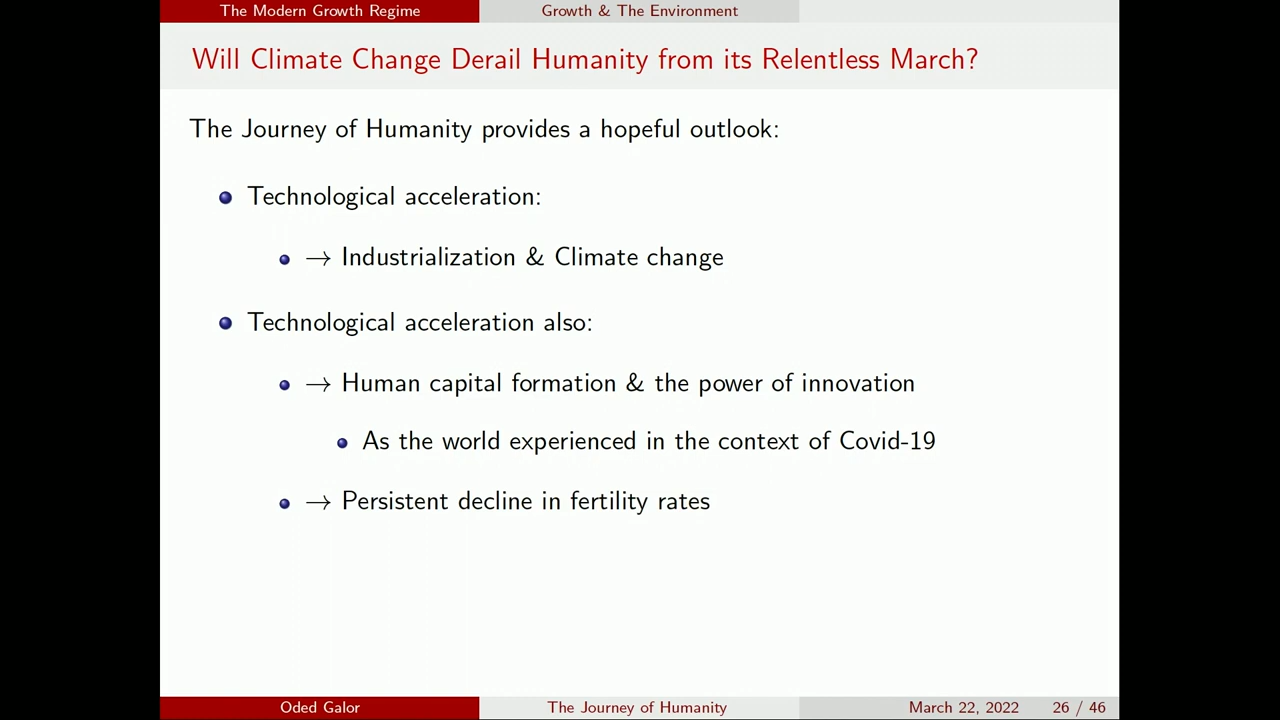 The Modern Growth Regime
Growth & The Environment
Will Climate Change Derail Humanity from its Relentless March?
The Journey of Humanity provides a hopeful outlook:
Technological acceleration:
→ Industrialization & Climate change
Technological acceleration also:
→ Human capital formation & the power of innovation
As the world experienced in the context of Covid-19
→ Persistent decline in fertility rates
Oded Galor
The Journey of Humanity
March 22, 2022
26 / 46